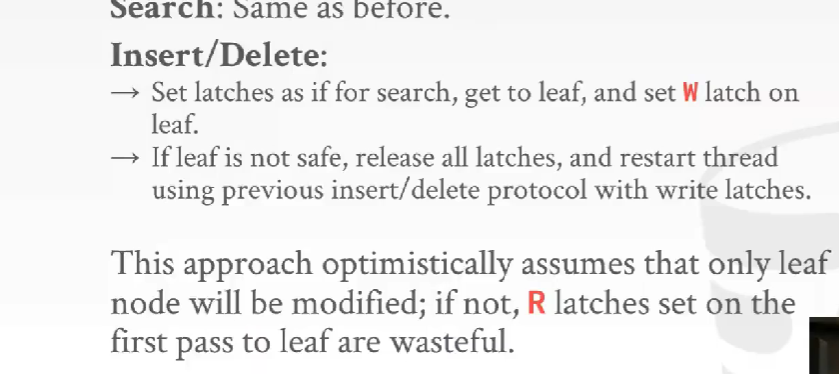 Search: Same as before.
Insert/Delete:
→ Set latches as if for search, get to leaf, and set W latch on
leaf.
→ If leaf is not safe, release all latches, and restart thread
using previous insert/delete protocol with write latches.
This approach optimistically assumes that only leaf
node will be modified; if not, R latches set on the
first pass to leaf are wasteful.